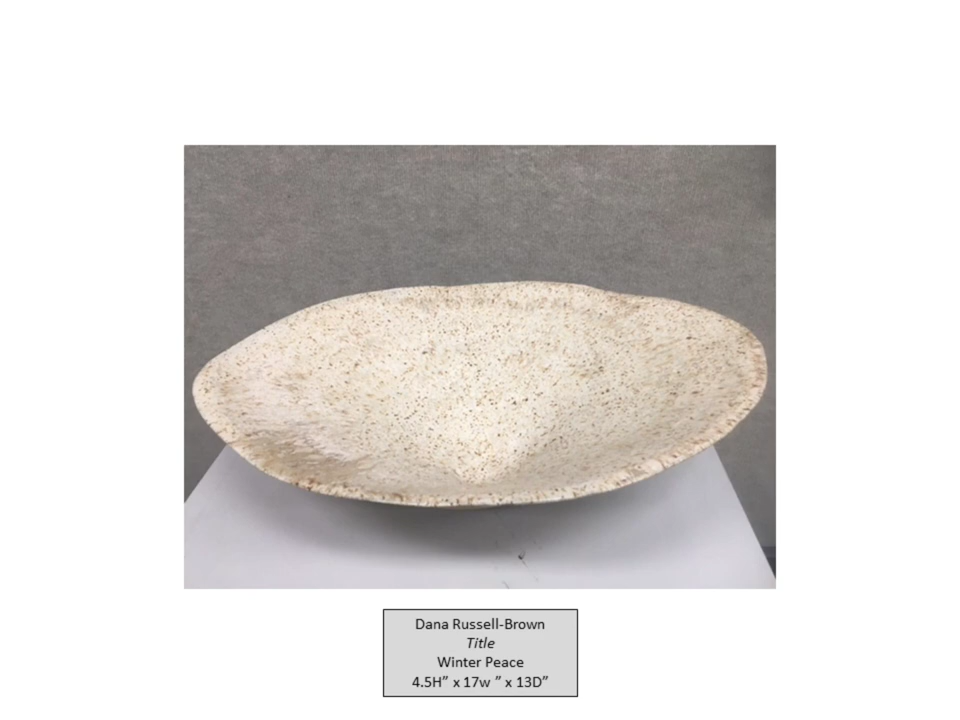 Dana Russell-Brown
Title
Winter Peace
4.5H” x 17w ” x 13D”